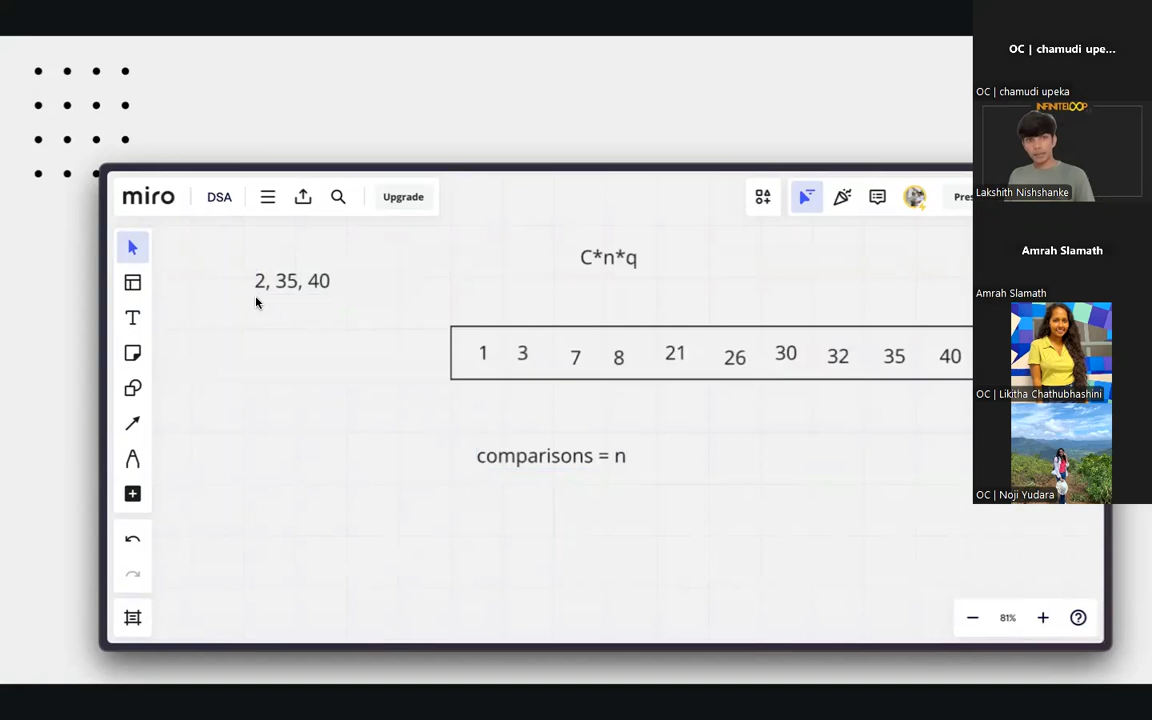 OC | chamudi upe...
OC | chamudi upeka
INFINITELOOP
Lakshith Nishshanke
Amrah Slamath
Amrah Slamath
OC | Likitha Chathubhashini
OC | Noji Yudara
miro
DSA
Upgrade
Pres
C*n*q
2, 35, 40
1 3 7 8 21 26 30 32 35 40
comparisons = n
81%